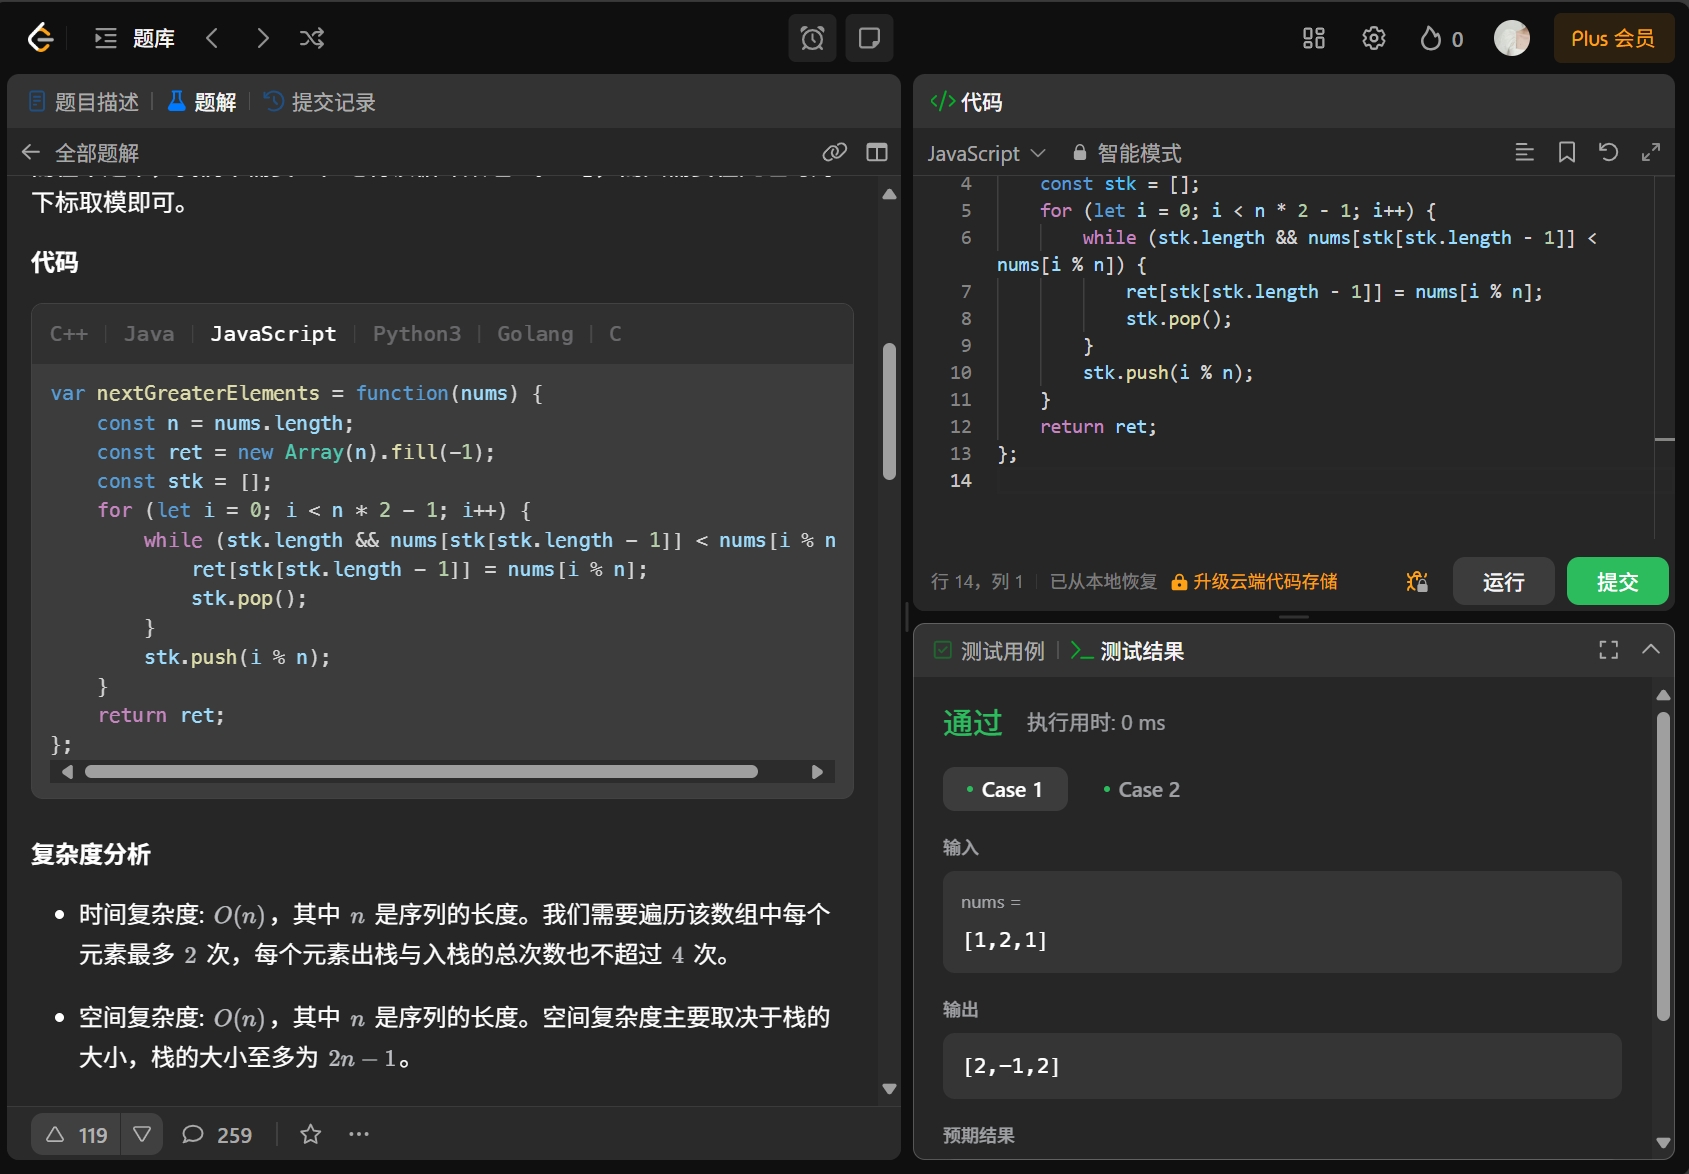 题库
0
Plus 会员
题目描述
题解
提交记录
全部题解
下标取模即可。
代码
C++
Java
JavaScript
Python3
Golang
C
var nextGreaterElements = function(nums) {
    const n = nums.length;
    const ret = new Array(n).fill(-1);
    const stk = [];
    for (let i = 0; i < n * 2 - 1; i++) {
        while (stk.length && nums[stk[stk.length - 1]] < nums[i % n
            ret[stk[stk.length - 1]] = nums[i % n];
            stk.pop();
        }
        stk.push(i % n);
    }
    return ret;
};
复杂度分析
• 时间复杂度: O(n)，其中 n 是序列的长度。我们需要遍历该数组中每个
元素最多 2 次，每个元素出栈与入栈的总次数也不超过 4 次。
• 空间复杂度: O(n)，其中 n 是序列的长度。空间复杂度主要取决于栈的
大小，栈的大小至多为 2n − 1。
119
259
代码
JavaScript
智能模式
4     const stk = [];
5     for (let i = 0; i < n * 2 - 1; i++) {
6         while (stk.length && nums[stk[stk.length - 1]] <
nums[i % n]) {
7             ret[stk[stk.length - 1]] = nums[i % n];
8             stk.pop();
9         }
10         stk.push(i % n);
11     }
12     return ret;
13 };
14
行 14，列 1
已从本地恢复
升级云端代码存储
运行
提交
测试用例
测试结果
通过
执行用时: 0 ms
• Case 1
• Case 2
输入
nums =
[1,2,1]
输出
[2,-1,2]
预期结果